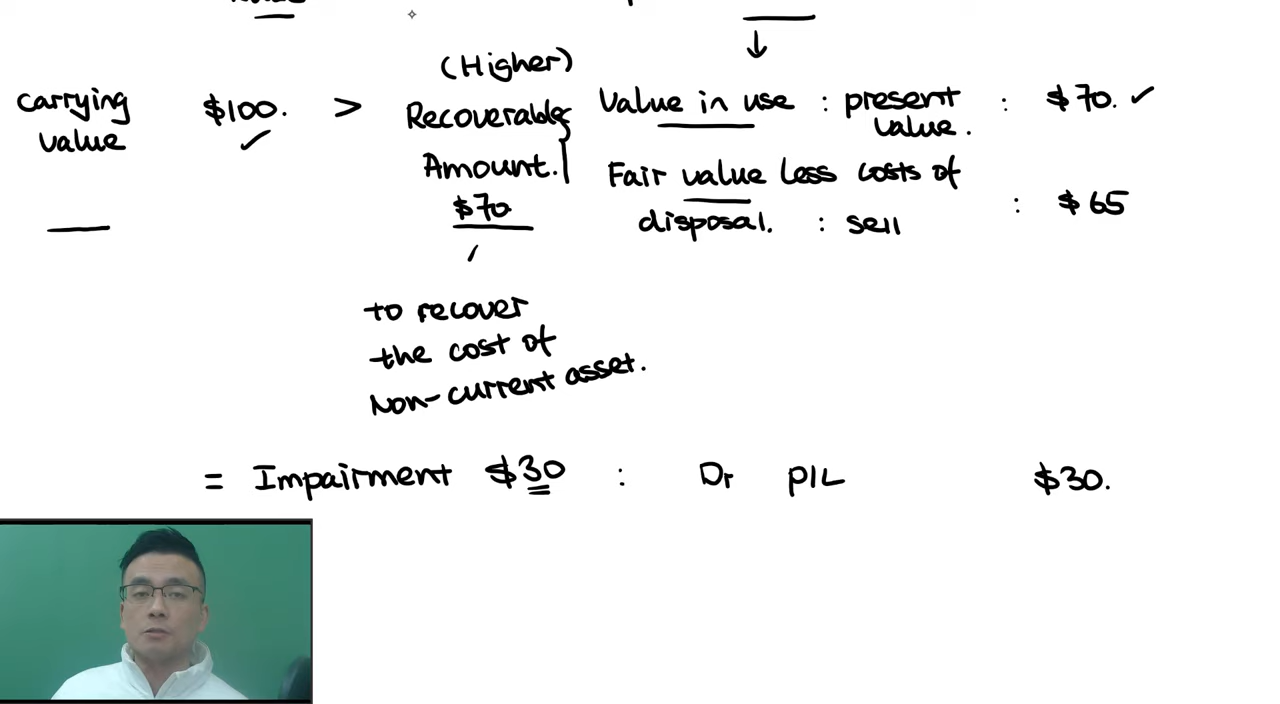 (Higher)
carrying value $100. > Recoverable Amount. $70
Value in use : present value. : $70. ✓
Fair value less costs of disposal. : sell : $65
to recover
the cost of
non-current asset.
= Impairment $30 : Dr P/L $30.